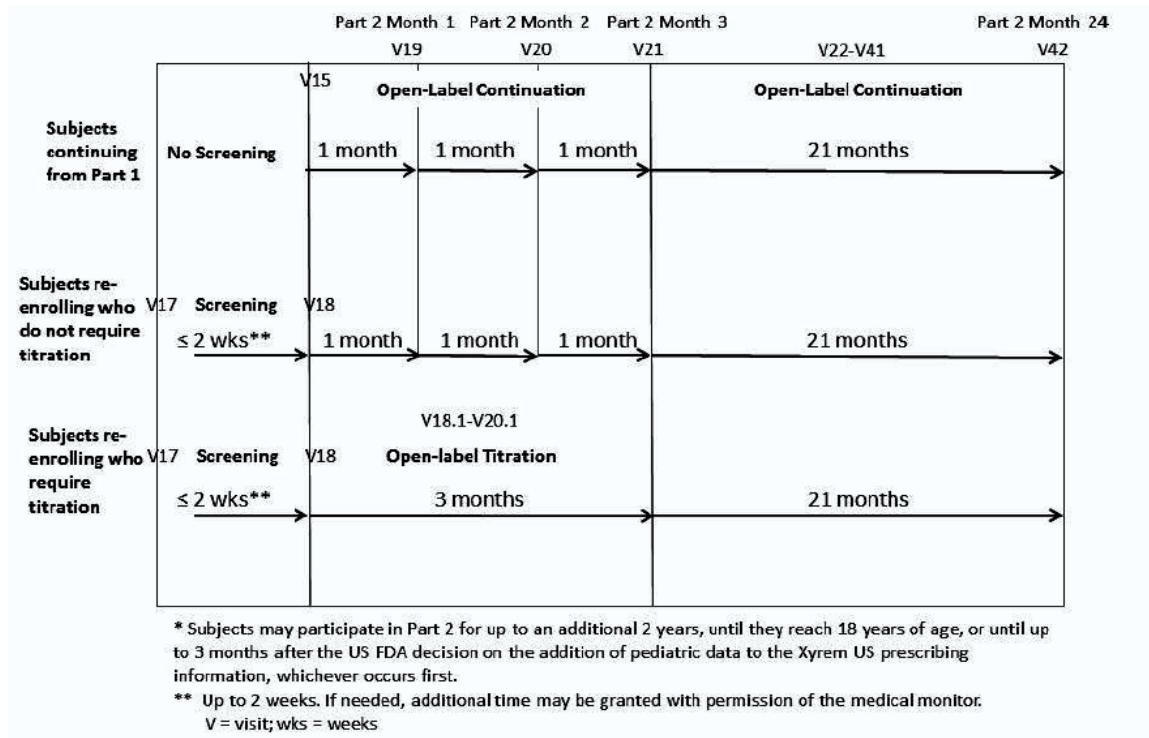 Part 2 Month 1 Part 2 Month 2 Part 2 Month 3 Part 2 Month 24
V19 V20 V21 V22-V41 V42
V15
Open-Label Continuation Open-Label Continuation
Subjects
continuing
from Part 1
No Screening
1 month 1 month 1 month 21 months
Subjects re-
enrolling who
do not require
titration
V17 Screening V18
≤ 2 wks** 1 month 1 month 1 month 21 months
V18.1-V20.1
Subjects re-
enrolling who
require
titration
V17 Screening V18 Open-label Titration
≤ 2 wks** 3 months 21 months
* Subjects may participate in Part 2 for up to an additional 2 years, until they reach 18 years of age, or until up
to 3 months after the US FDA decision on the addition of pediatric data to the Xyrem US prescribing
information, whichever occurs first.
** Up to 2 weeks. If needed, additional time may be granted with permission of the medical monitor.
V = visit; wks = weeks